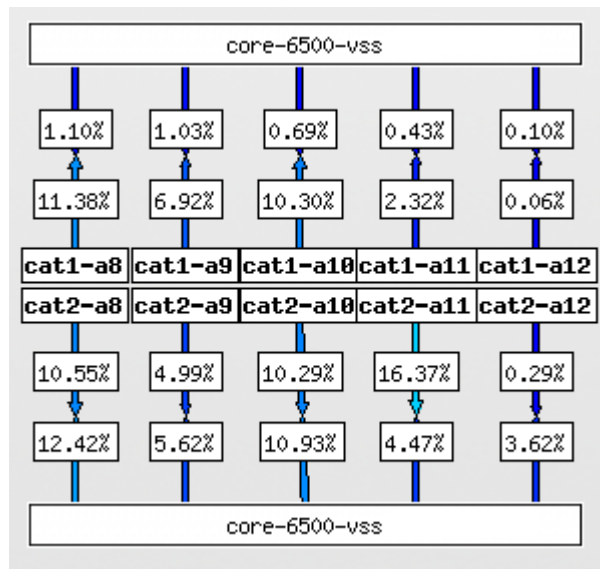 core-6500-vss
1.10% 1.03% 0.69% 0.43% 0.10%
11.38% 6.92% 10.30% 2.32% 0.06%
cat1-a8 cat1-a9 cat1-a10 cat1-a11 cat1-a12
cat2-a8 cat2-a9 cat2-a10 cat2-a11 cat2-a12
10.55% 4.99% 10.29% 16.37% 0.29%
12.42% 5.62% 10.93% 4.47% 3.62%
core-6500-vss